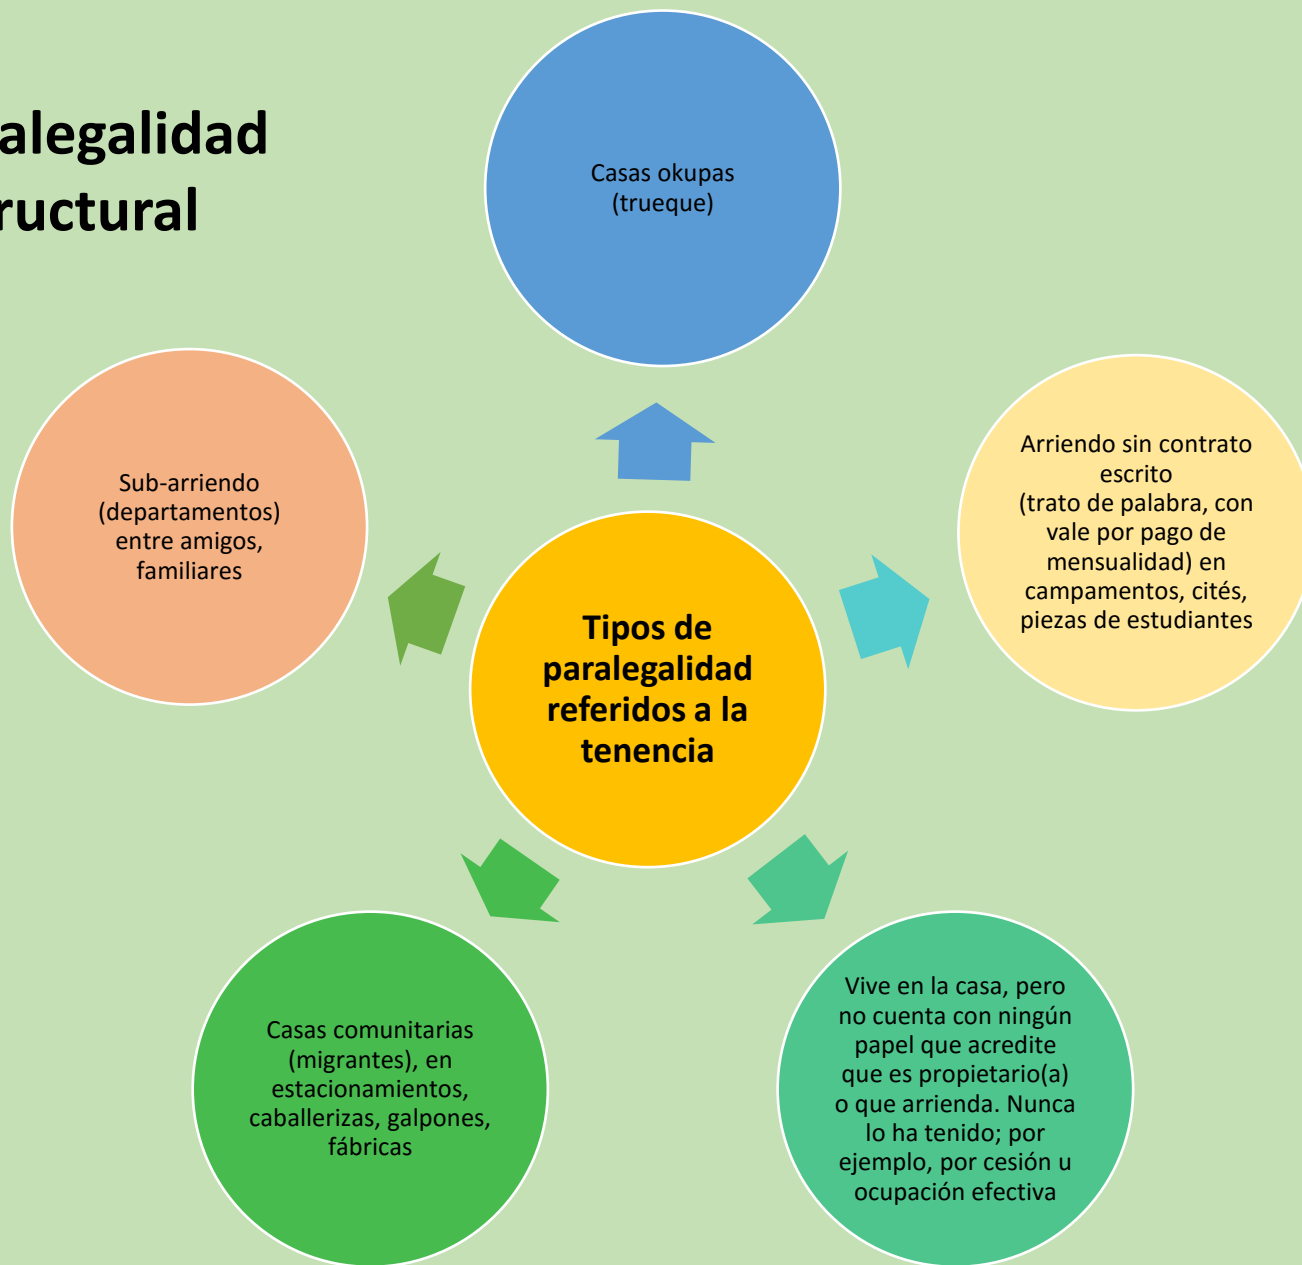 alegalidad
ructural
Casas okupas
(trueque)
Arriendo sin contrato
escrito
(trato de palabra, con
vale por pago de
mensualidad) en
campamentos, cités,
piezas de estudiantes
Sub-arriendo
(departamentos)
entre amigos,
familiares
Tipos de
paralegalidad
referidos a la
tenencia
Vive en la casa, pero
no cuenta con ningún
papel que acredite
que es propietario(a)
o que arrienda. Nunca
lo ha tenido; por
ejemplo, por cesión u
ocupación efectiva
Casas comunitarias
(migrantes), en
estacionamientos,
caballerizas, galpones,
fábricas